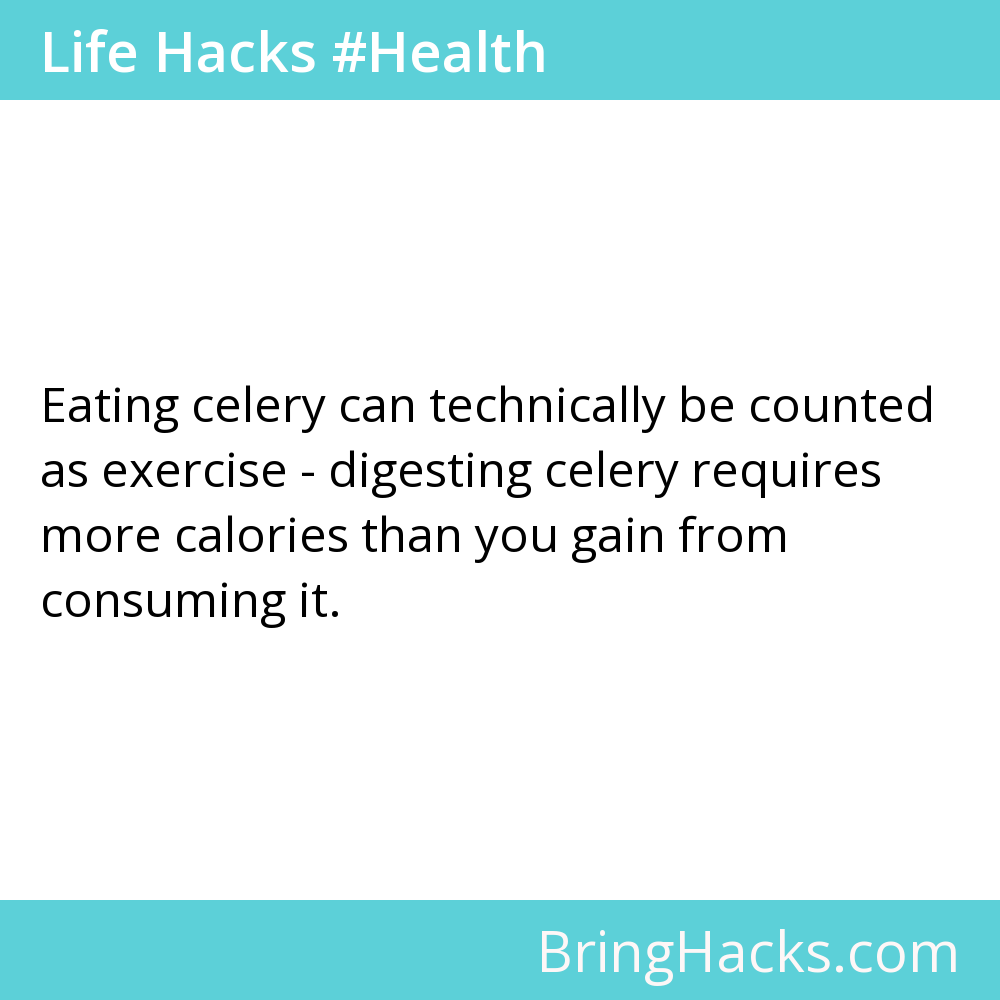 Life Hacks #Health
Eating celery can technically be counted
as exercise - digesting celery requires
more calories than you gain from
consuming it.
BringHacks.com